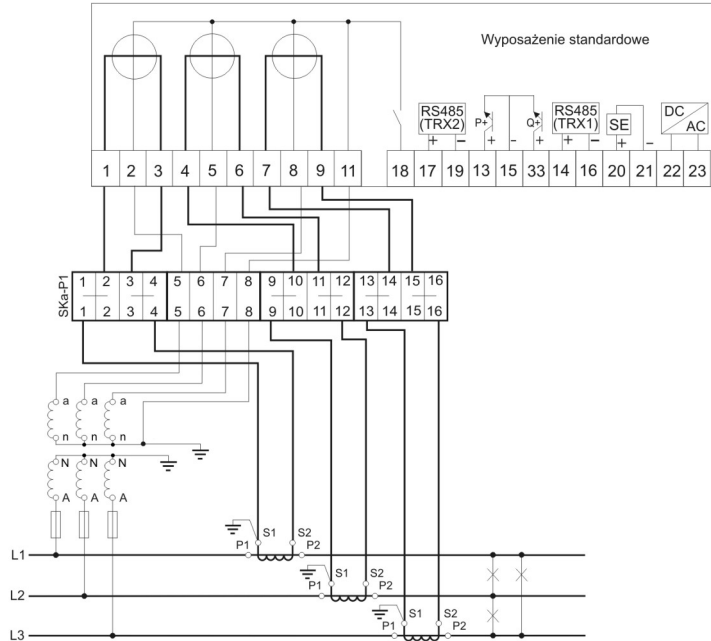 Wyposażenie standardowe
RS485 (TRX2)
P+
Q+
RS485 (TRX1)
SE
DC AC
+ − + − + + − + −
1 2 3 4 5 6 7 8 9 11
18 17 19 13 15 33 14 16 20 21 22 23
SKa-P1
1 2 3 4 5 6 7 8 9 10 11 12 13 14 15 16
1 2 3 4 5 6 7 8 9 10 11 12 13 14 15 16
a a a
n n n
N N N
A A A
S1 S2
L1 P1 P2
S1 S2
L2 P1 P2
S1 S2
L3 P1 P2